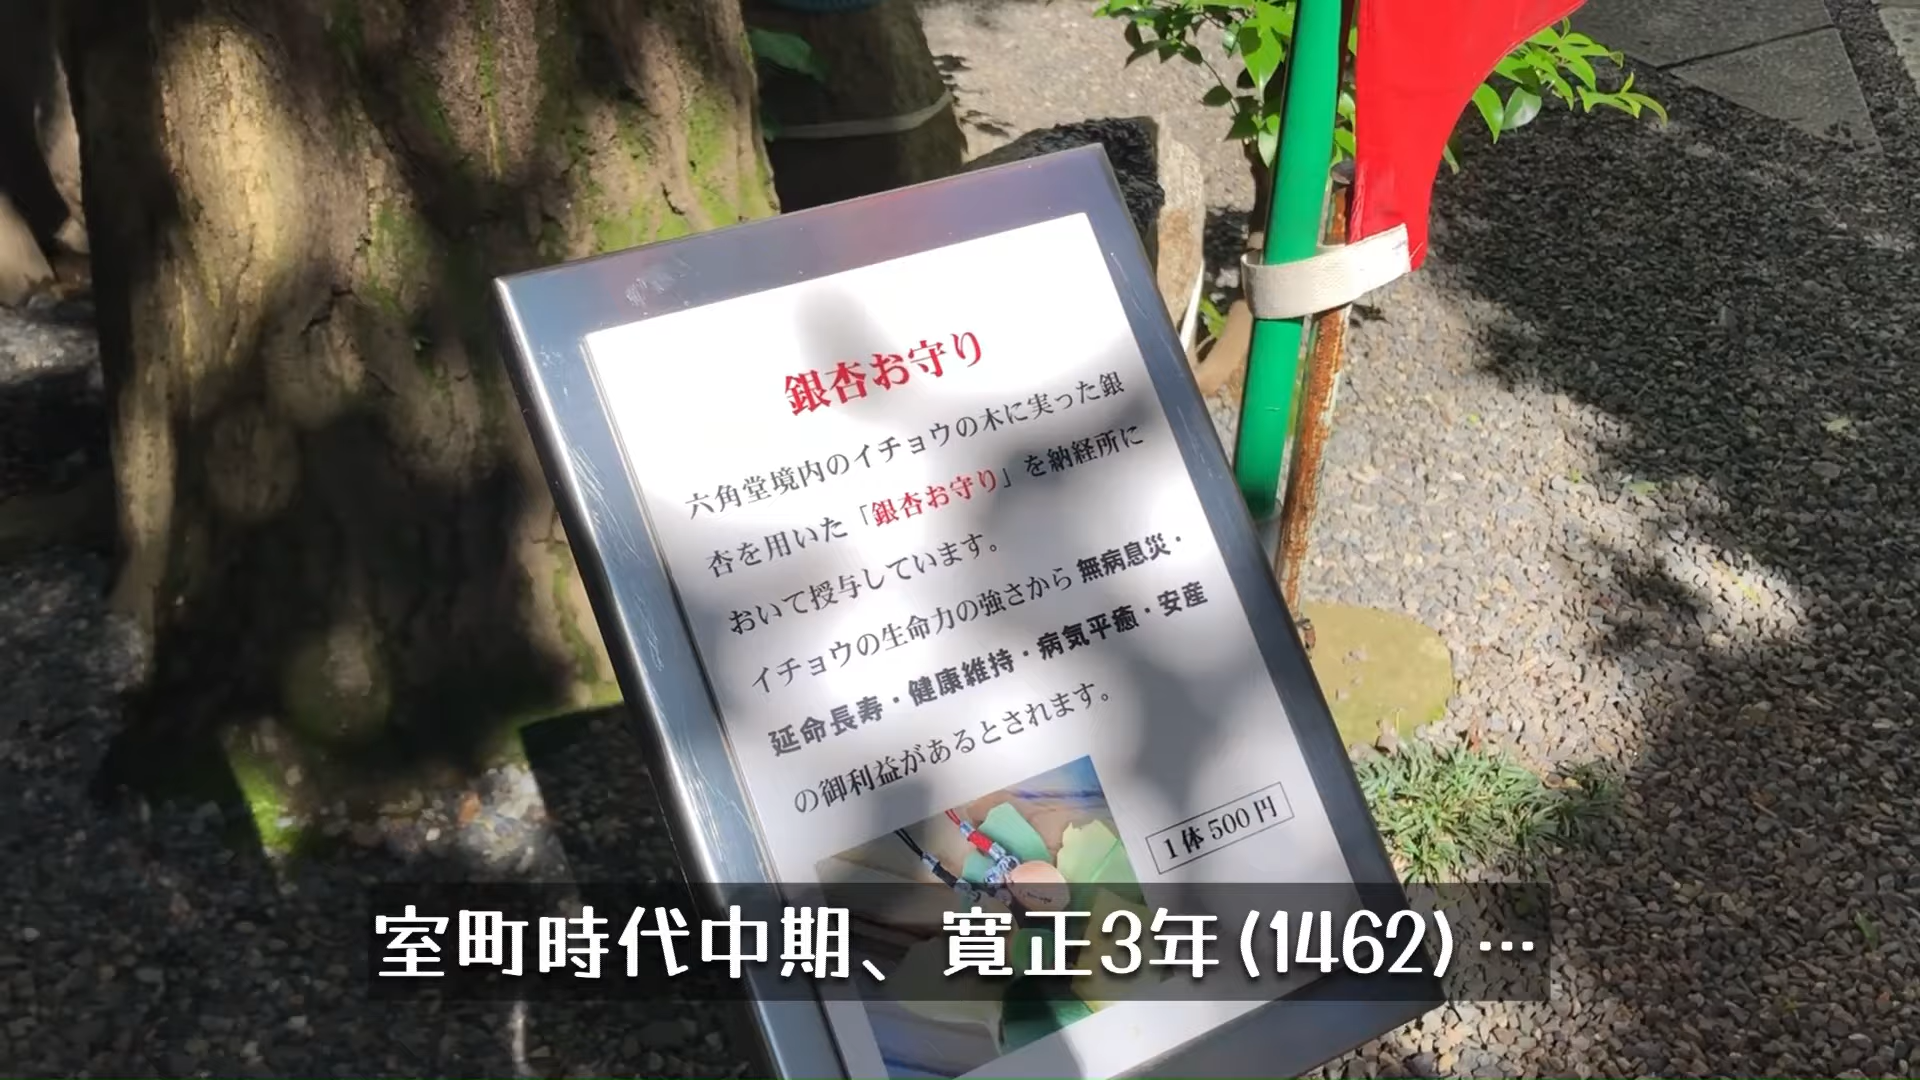 銀杏お守り
六角堂境内のイチョウの木に実った銀
杏を用いた「銀杏お守り」を納経所に
おいて授与しています。
イチョウの生命力の強さから 無病息災・
延命長寿・健康維持・病気平癒・安産
の御利益があるとされます。
1体 500円
室町時代中期、寛正3年(1462)…